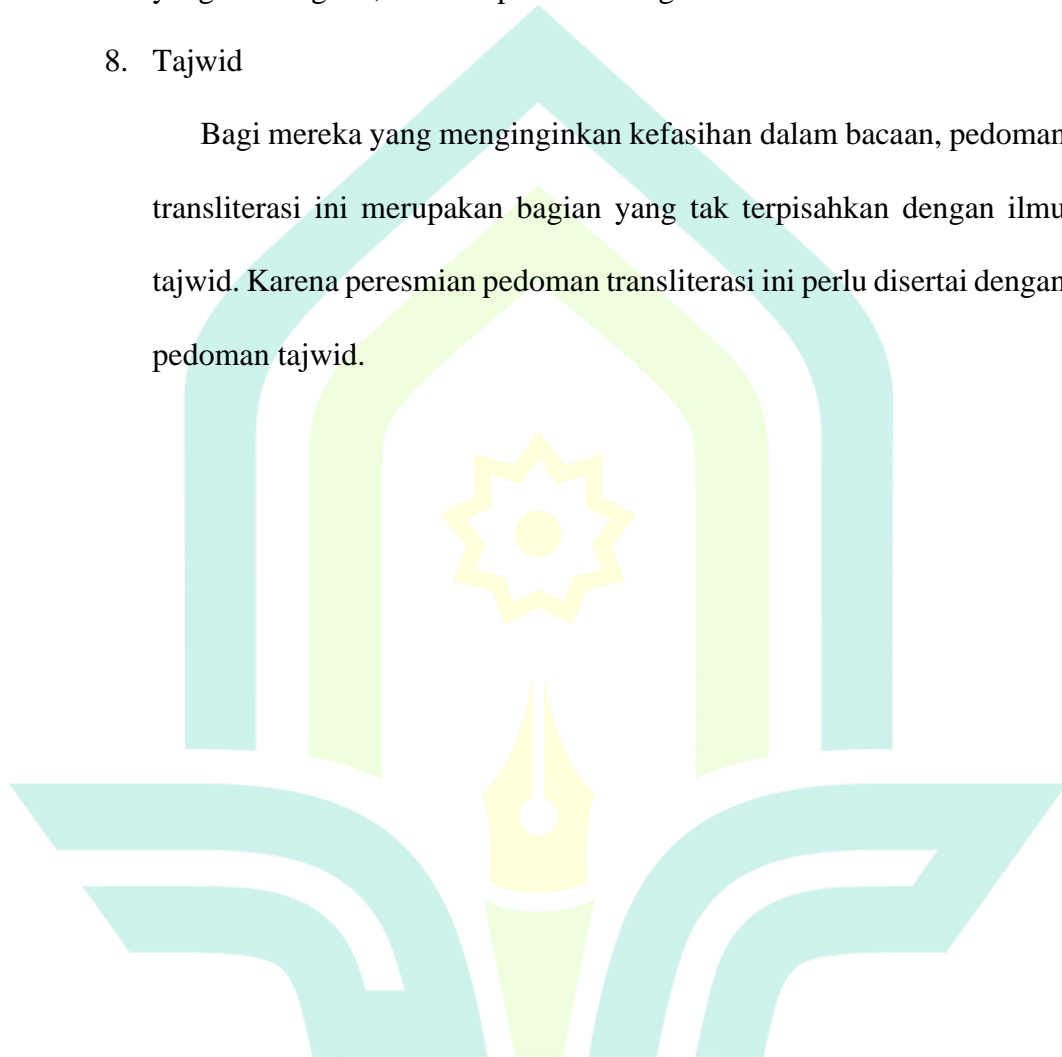 8. Tajwid
Bagi mereka yang menginginkan kefasihan dalam bacaan, pedoman
transliterasi ini merupakan bagian yang tak terpisahkan dengan ilmu
tajwid. Karena peresmian pedoman transliterasi ini perlu disertai dengan
pedoman tajwid.